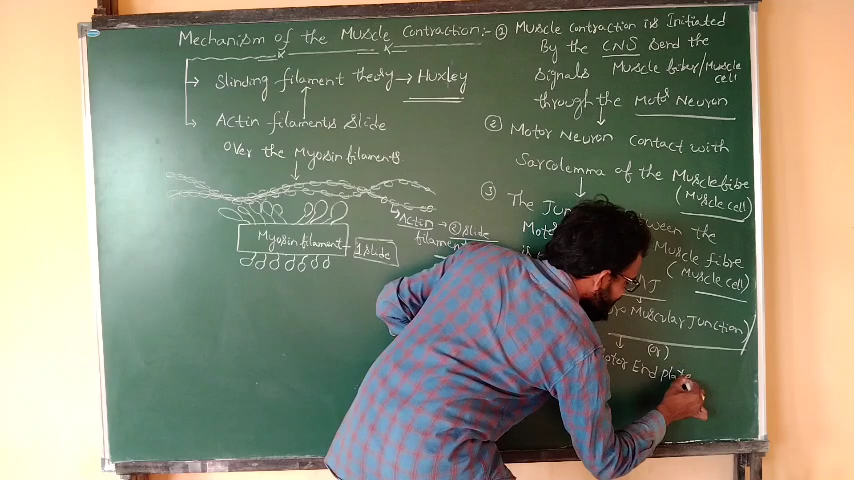 Mechanism of the Muscle Contraction:-
Slinding filament theory → Huxley
Actin filaments Slide
Over the Myosin filaments
Actin → ② slide
filament
Myosin filament - 1 slide
① Muscle contraction is Initiated
By the CNS send the
signals Muscle fiber/Muscle
cell
through the Motor Neuron
② Motor Neuron contact with
Sarcolemma of the Muscle fibre
(Muscle cell)
③ The
between the
Muscle fibre
(Muscle cell)
Muscular Junction)
(or)
Motor End plate